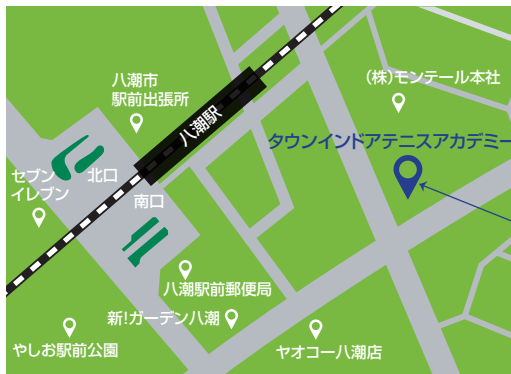 八潮市
駅前出張所
(株)モンテール本社
八潮駅
タウンインドアテニスアカデミー
セブン
イレブン
北口
南口
八潮駅前郵便局
新!ガーデン八潮
やしお駅前公園
ヤオコー八潮店